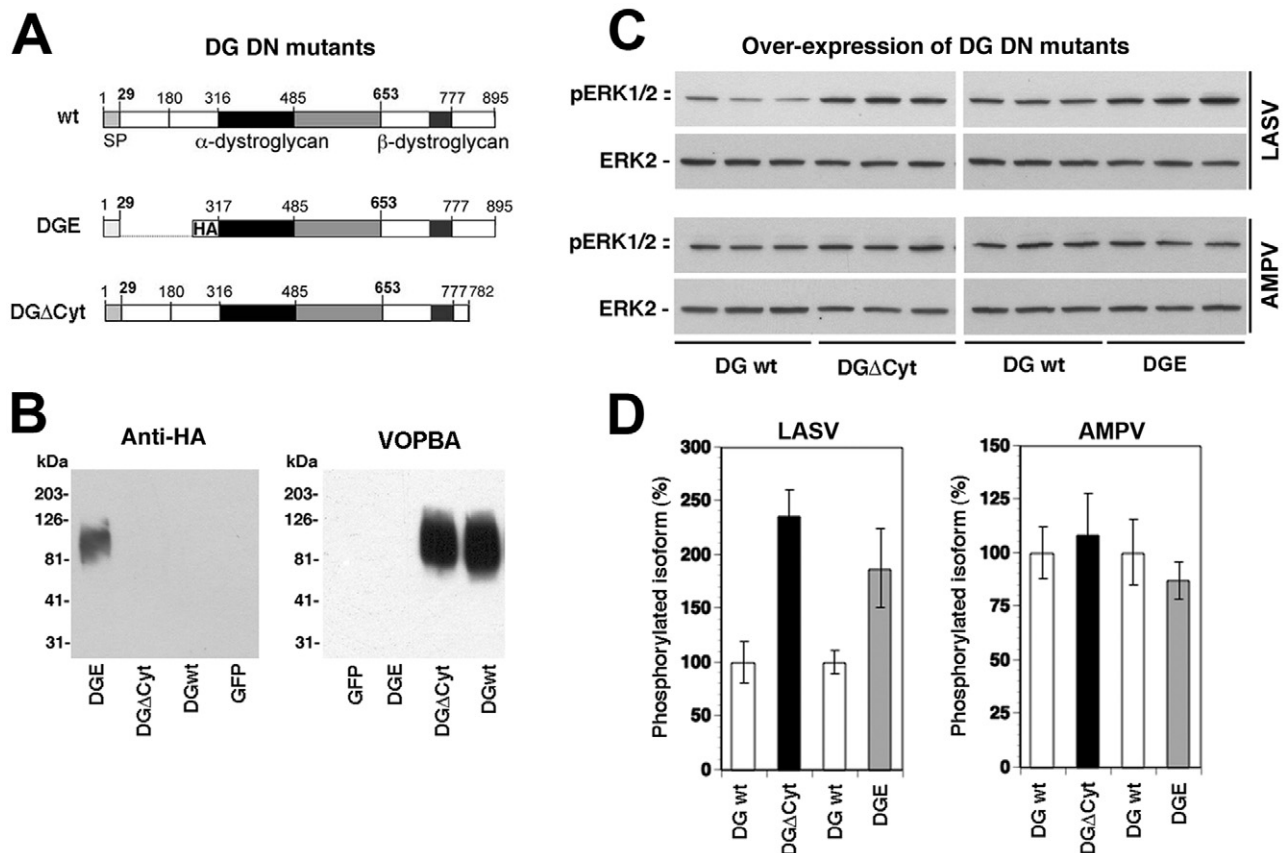 A
DG DN mutants
wt
1 29 180 316 485 653 777 895
SP α-dystroglycan β-dystroglycan
DGE
1 29 317 485 653 777 895
HA
DGΔCyt
1 29 180 316 485 653 777 782
B
Anti-HA
kDa
203-
126-
81-
41-
31-
DGE
DGΔCyt
DGwt
GFP
VOPBA
kDa
203-
126-
81-
41-
31-
GFP
DGE
DGΔCyt
DGwt
C
Over-expression of DG DN mutants
pERK1/2 =
ERK2 -
LASV
pERK1/2 =
ERK2 -
AMPV
DG wt DGΔCyt DG wt DGE
D
LASV
Phosphorylated isoform (%)
300
250
200
150
100
50
0
DG wt
DGΔCyt
DG wt
DGE
AMPV
Phosphorylated isoform (%)
150
125
100
75
50
25
0
DG wt
DGΔCyt
DG wt
DGE